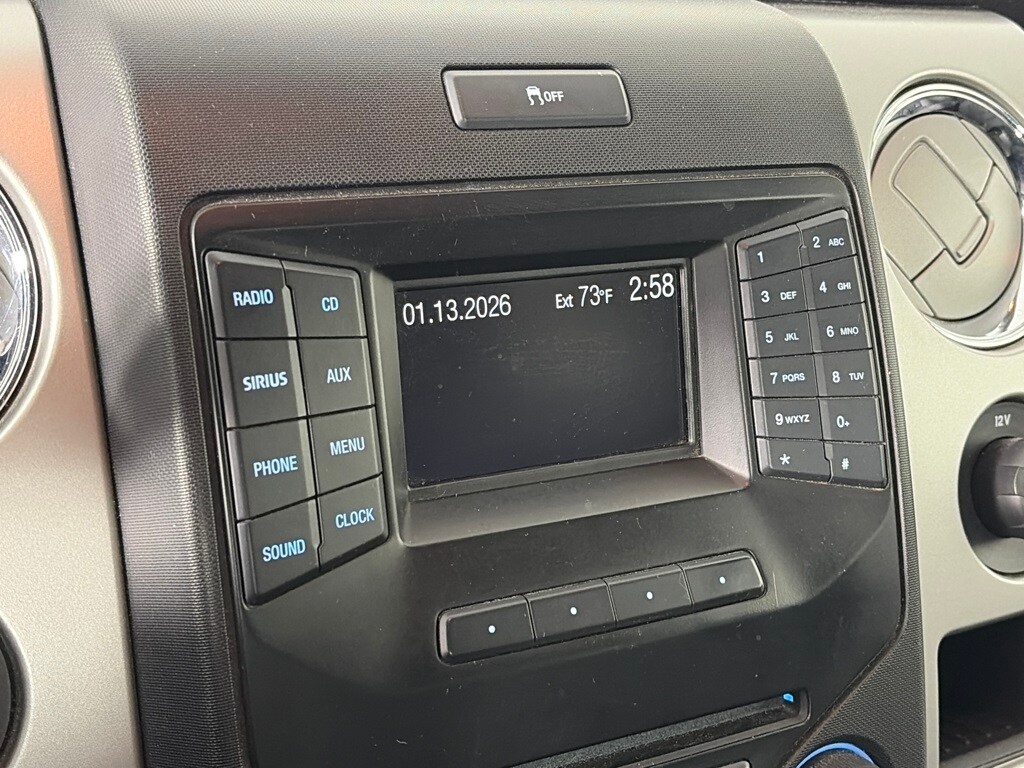 OFF
01.13.2026 Ext 73°F 2:58
RADIO CD
SIRIUS AUX
PHONE MENU
SOUND CLOCK
1 2 ABC
3 DEF 4 GHI
5 JKL 6 MNO
7 PQRS 8 TUV
9 WXYZ 0+
* #
12V